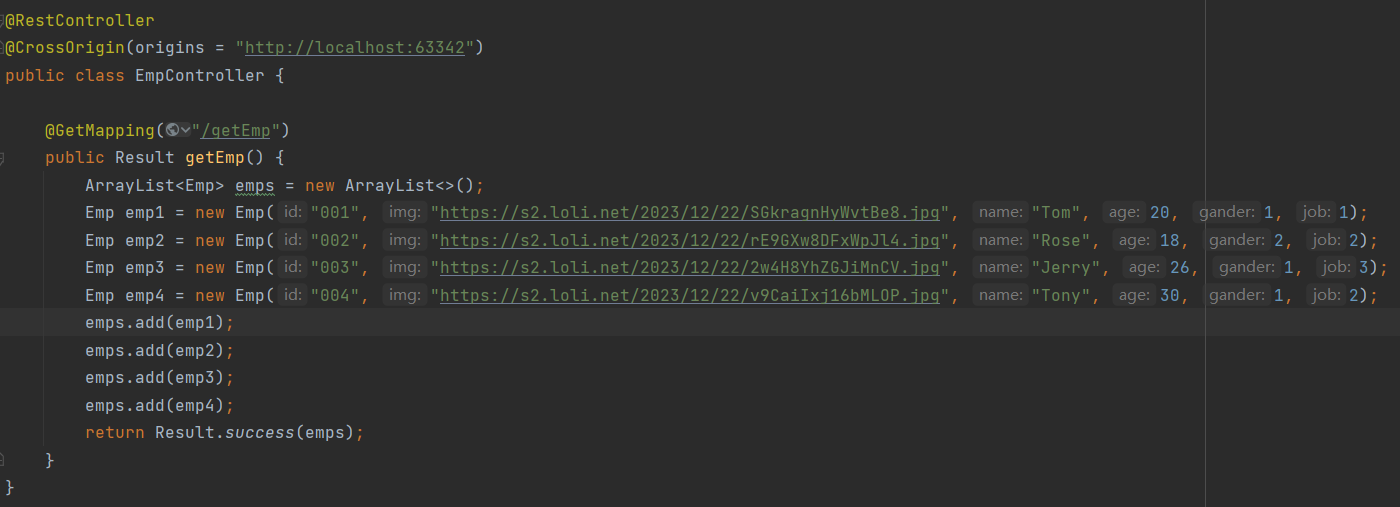 @RestController
@CrossOrigin(origins = "http://localhost:63342")
public class EmpController {
@GetMapping("/getEmp")
public Result getEmp() {
ArrayList<Emp> emps = new ArrayList<>();
Emp emp1 = new Emp( id: "001", img: "https://s2.loli.net/2023/12/22/SGkraqnHyWvtBe8.jpg", name: "Tom", age: 20, gander: 1, job: 1);
Emp emp2 = new Emp( id: "002", img: "https://s2.loli.net/2023/12/22/rE9GXw8DFxWpJl4.jpg", name: "Rose", age: 18, gander: 2, job: 2);
Emp emp3 = new Emp( id: "003", img: "https://s2.loli.net/2023/12/22/2w4H8YhZGJiMnCV.jpg", name: "Jerry", age: 26, gander: 1, job: 3);
Emp emp4 = new Emp( id: "004", img: "https://s2.loli.net/2023/12/22/v9CaiIxj16bMLOP.jpg", name: "Tony", age: 30, gander: 1, job: 2);
emps.add(emp1);
emps.add(emp2);
emps.add(emp3);
emps.add(emp4);
return Result.success(emps);
}
}